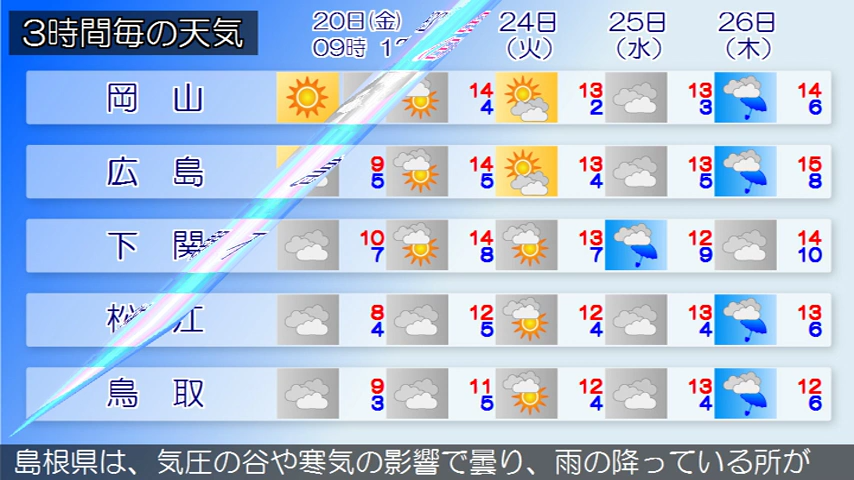 3時間毎の天気
20日(金) 24日 25日 26日
09時 (火) (水) (木)
岡 山 14 4 13 2 13 3 14 6
広 島 9 5 14 5 13 4 13 5 15 8
下 関 10 7 14 8 13 7 12 9 14 10
松 江 8 4 12 5 12 4 13 4 13 6
鳥 取 9 3 11 5 12 4 13 4 12 6
島根県は、気圧の谷や寒気の影響で曇り、雨の降っている所が